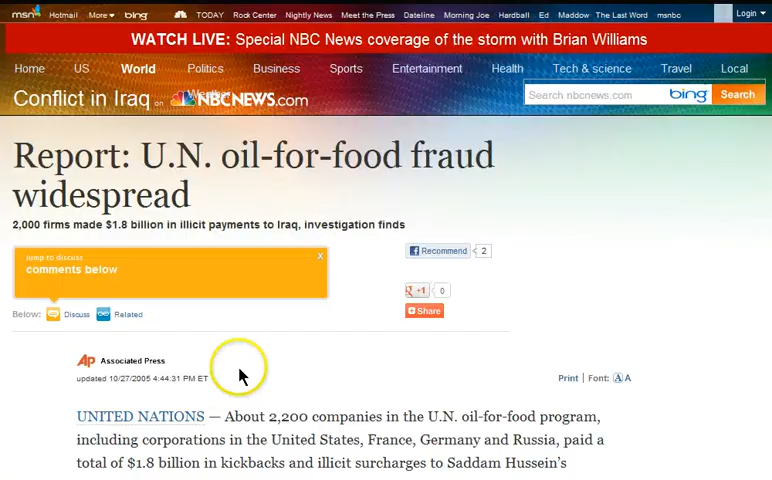 msn Hotmail More bing TODAY Rock Center Nightly News Meet the Press Dateline Morning Joe Hardball Ed Maddow The Last Word msnbc Login
WATCH LIVE: Special NBC News coverage of the storm with Brian Williams
Home US World Politics Business Sports Entertainment Health Tech & science Travel Local
Weather
Conflict in Iraq on NBCNEWS.com Search nbcnews.com bing Search
Report: U.N. oil-for-food fraud
widespread
2,000 firms made $1.8 billion in illicit payments to Iraq, investigation finds
Jump to discuss X
comments below
Recommend 2
+1 0
Share
Below: Discuss Related
AP Associated Press
updated 10/27/2005 4:44:31 PM ET
Print | Font: A A
UNITED NATIONS — About 2,200 companies in the U.N. oil-for-food program,
including corporations in the United States, France, Germany and Russia, paid a
total of $1.8 billion in kickbacks and illicit surcharges to Saddam Hussein’s